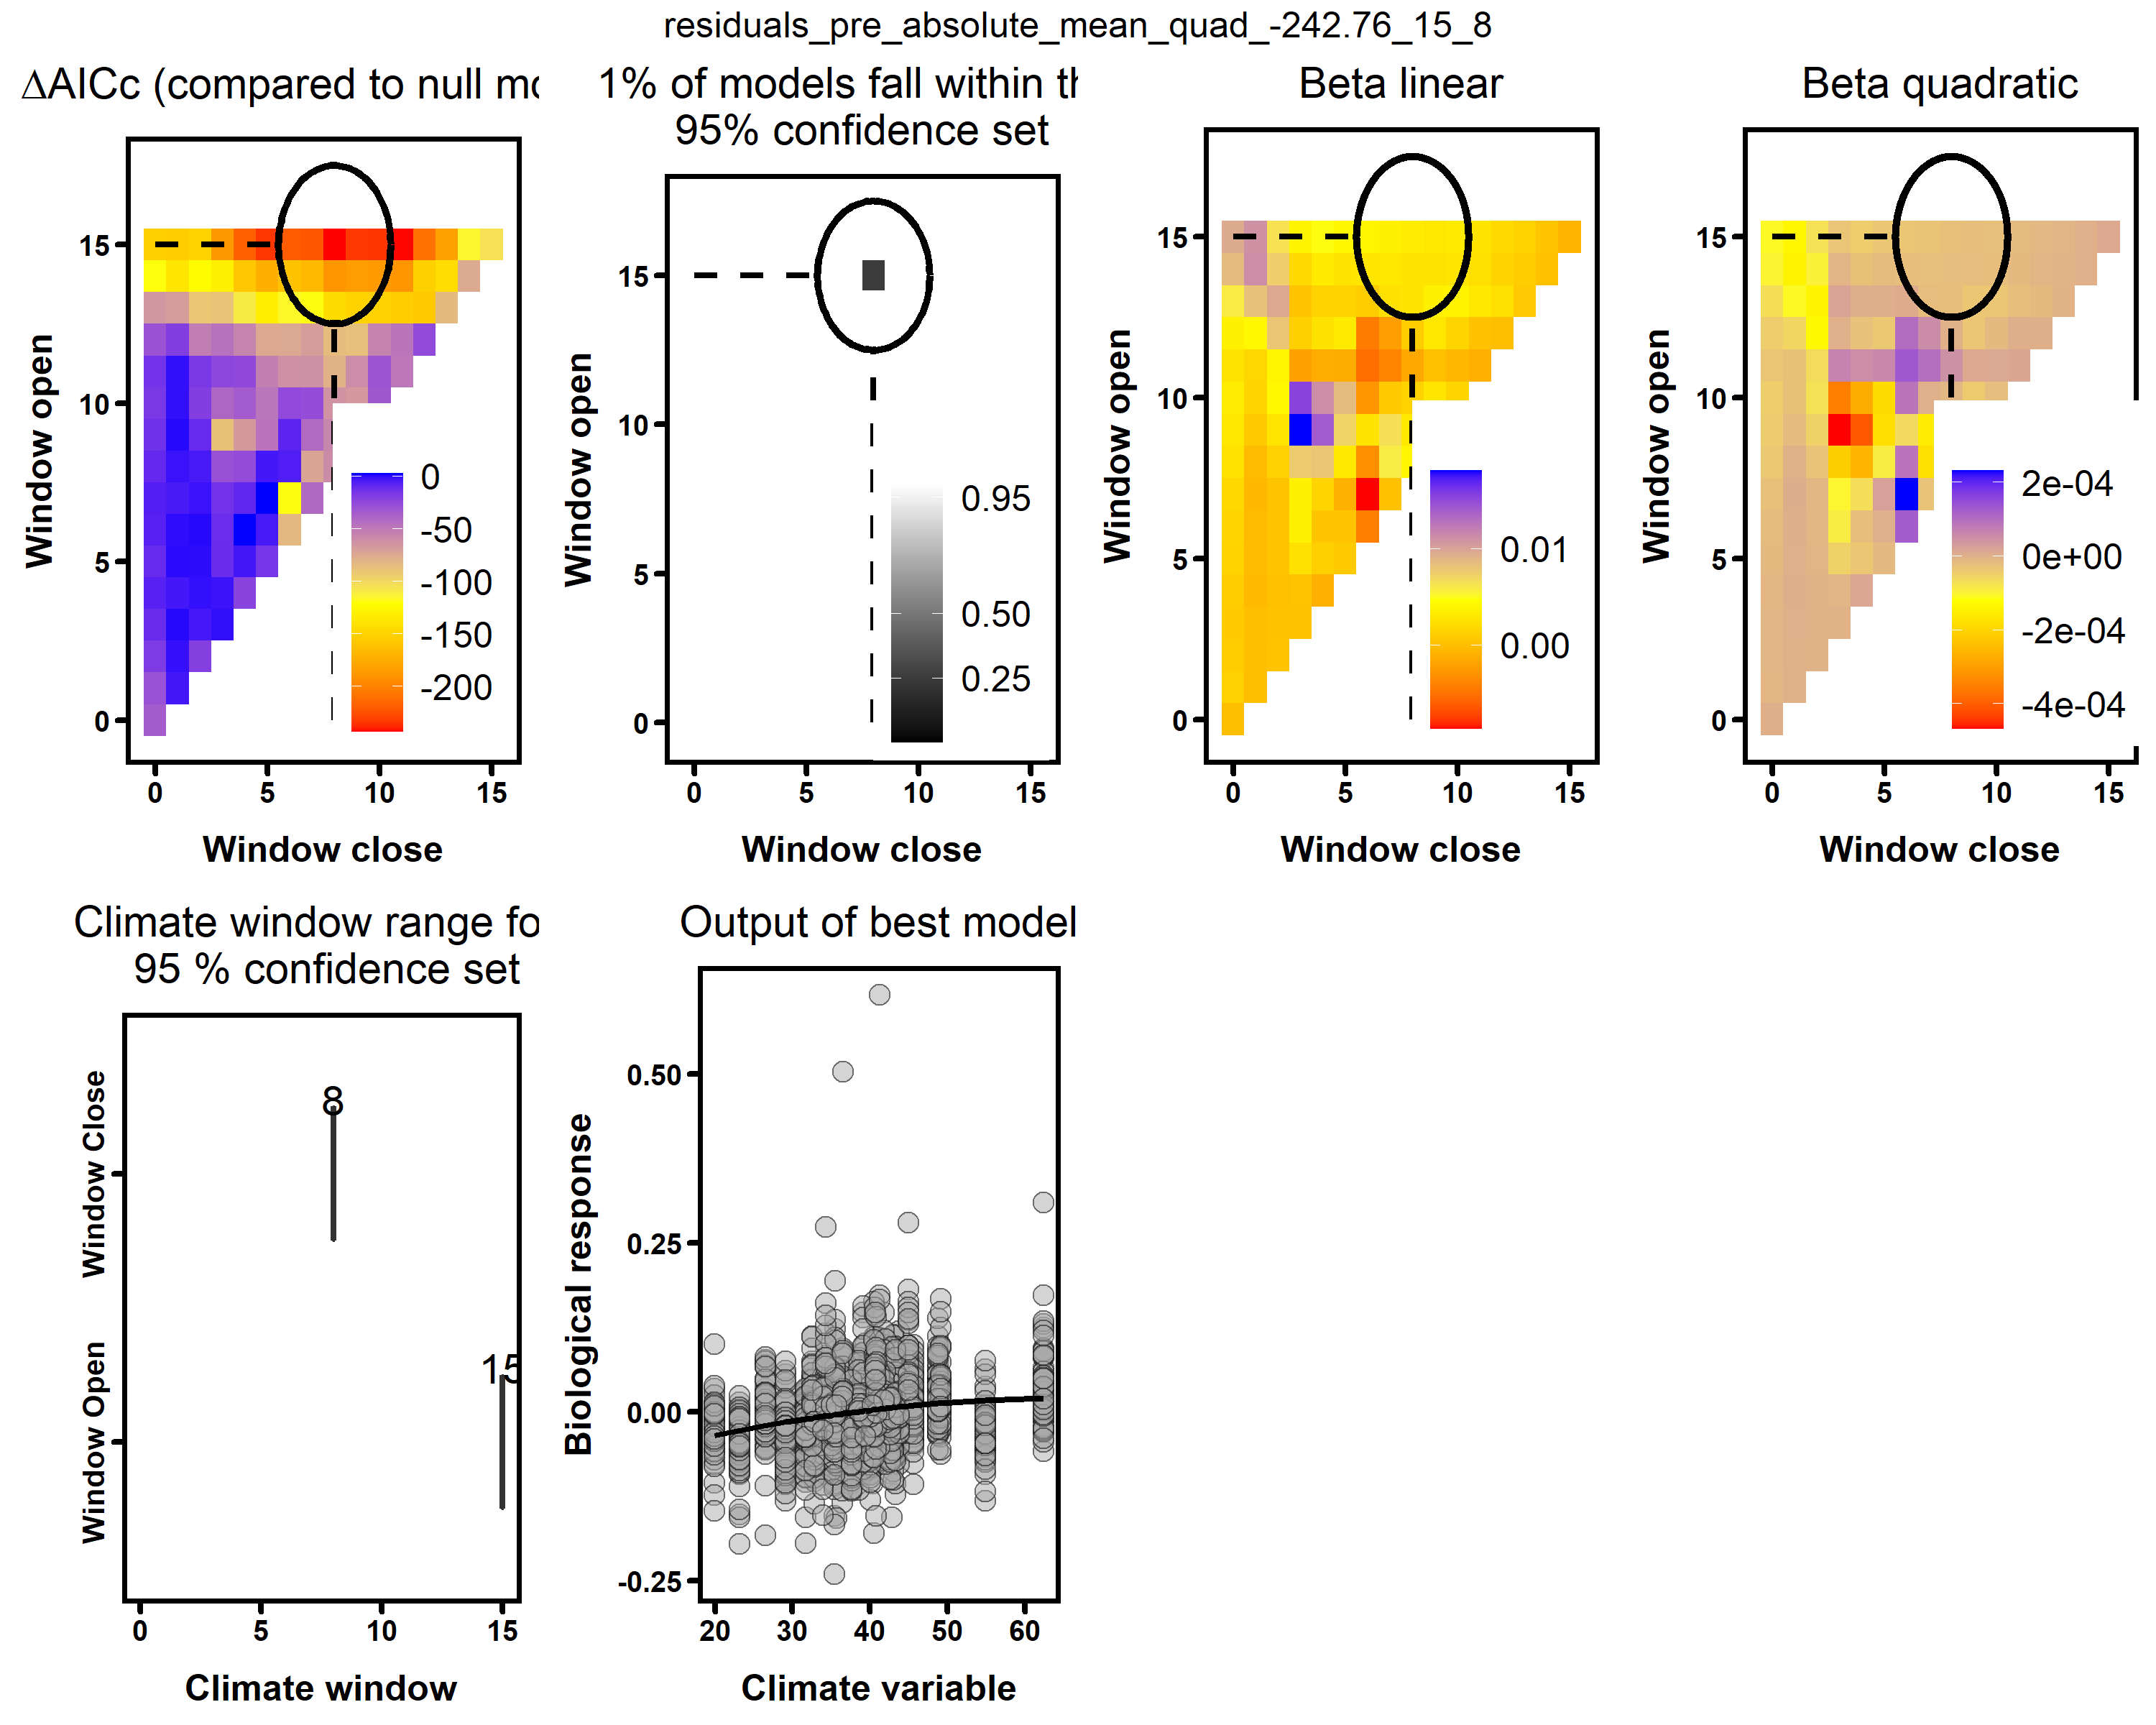 residuals_pre_absolute_mean_quad_-242.76_15_8
ΔAICc (compared to null mo
Window open
15
10
5
0
0
-50
-100
-150
-200
0 5 10 15
Window close
1% of models fall within th
95% confidence set
Window open
15
10
5
0
0.95
0.50
0.25
0 5 10 15
Window close
Beta linear
Window open
15
10
5
0
0.01
0.00
0 5 10 15
Window close
Beta quadratic
Window open
15
10
5
0
2e-04
0e+00
-2e-04
-4e-04
0 5 10 15
Window close
Climate window range fo
95 % confidence set
Window Close
Window Open
8
15
0 5 10 15
Climate window
Output of best model
Biological response
0.50
0.25
0.00
-0.25
20 30 40 50 60
Climate variable